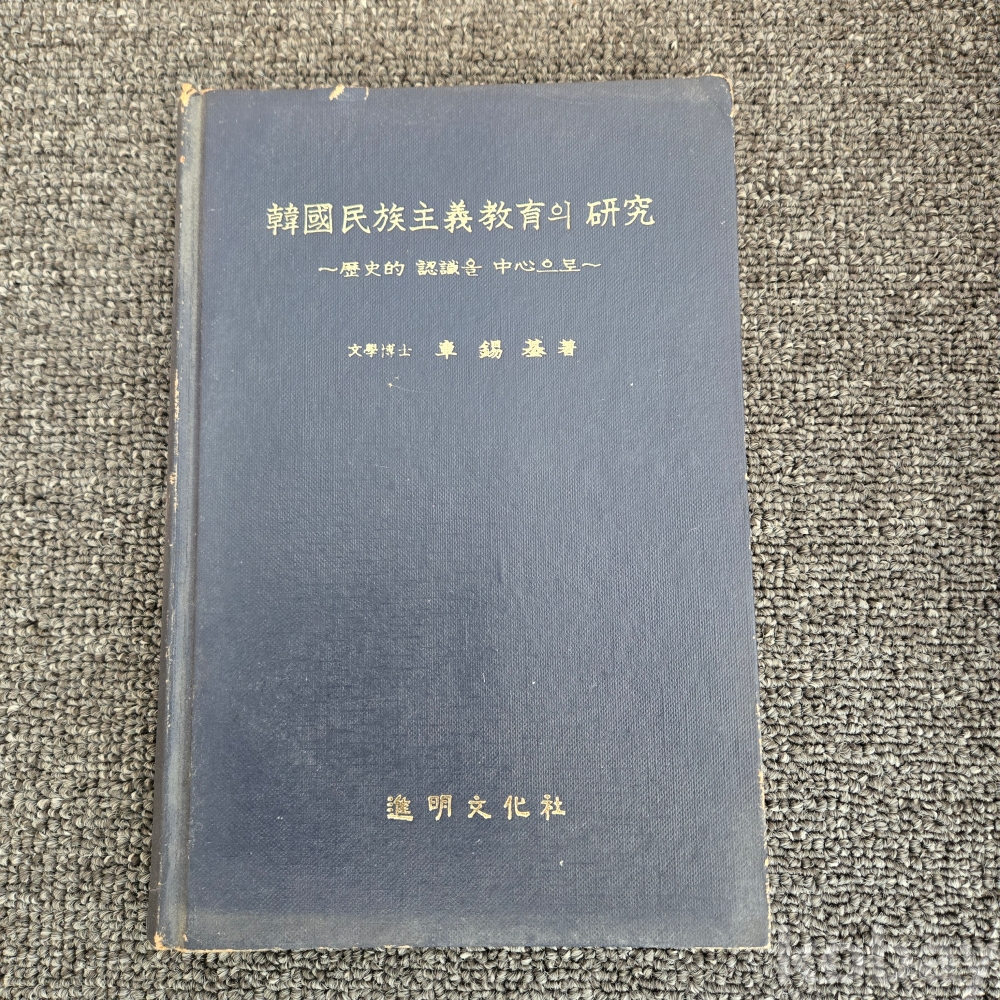 韓國民族主義教育의 研究
~歷史的 認識을 中心으로~
文學博士 車 錫 基 著
進明文化社